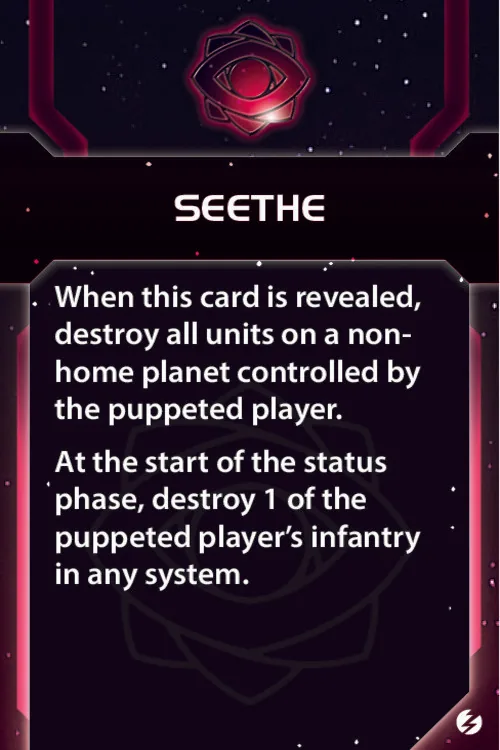 SEETHE
When this card is revealed,
destroy all units on a non-
home planet controlled by
the puppeted player.
At the start of the status
phase, destroy 1 of the
puppeted player’s infantry
in any system.